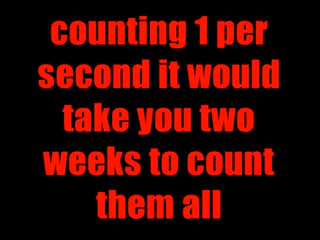 counting 1 per
second it would
take you two
weeks to count
them all